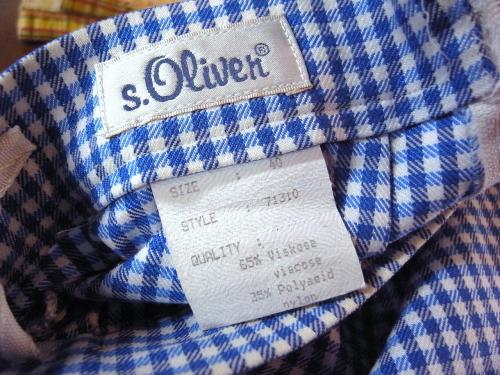 s.Oliver®
SIZE : 40
STYLE : 71310
QUALITY :
65% Viskose
viscose
35% Polyamid
nylon